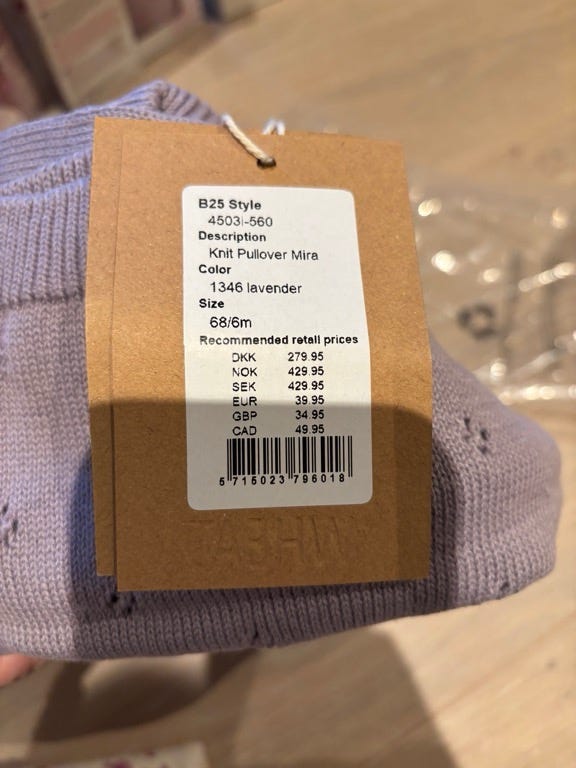 B25 Style
4503i-560
Description
Knit Pullover Mira
Color
1346 lavender
Size
68/6m
Recommended retail prices
DKK 279.95
NOK 429.95
SEK 429.95
EUR 39.95
GBP 34.95
CAD 49.95
5 715023 796018